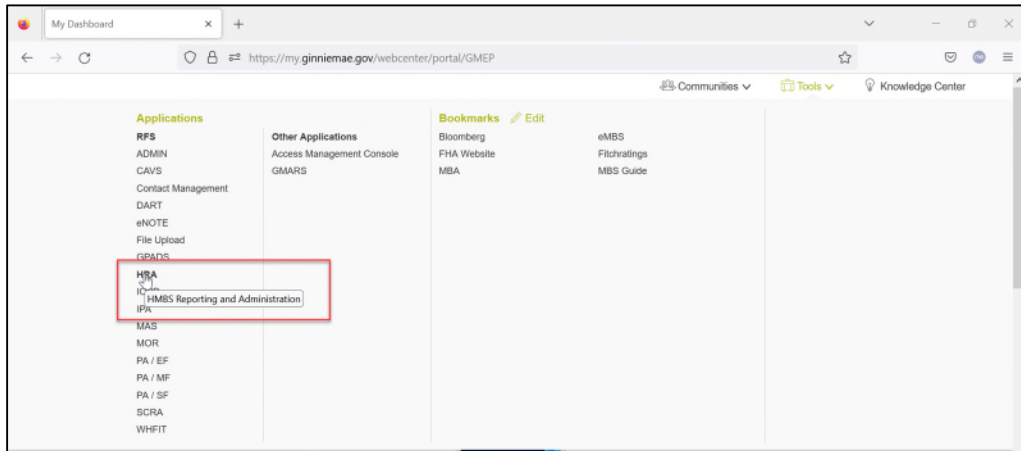 My Dashboard
https://my.ginniemae.gov/webcenter/portal/GMEP
Communities
Tools
Knowledge Center
Applications
RFS
ADMIN
CAVS
Contact Management
DART
eNOTE
File Upload
GPADS
HRA
HMBS Reporting and Administration
IPA
MAS
MOR
PA / EF
PA / MF
PA / SF
SCRA
WHFIT
Other Applications
Access Management Console
GMARS
Bookmarks Edit
Bloomberg
FHA Website
MBA
eMBS
Fitchratings
MBS Guide